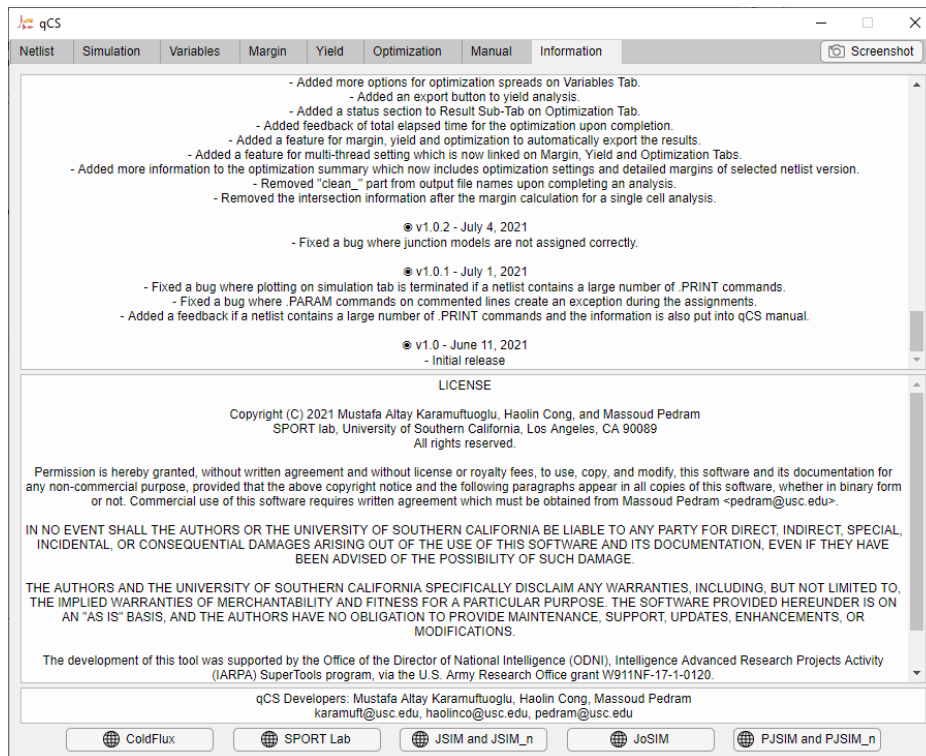 qCS
Netlist Simulation Variables Margin Yield Optimization Manual Information Screenshot
- Added more options for optimization spreads on Variables Tab.
- Added an export button to yield analysis.
- Added a status section to Result Sub-Tab on Optimization Tab.
- Added feedback of total elapsed time for the optimization upon completion.
- Added a feature for margin, yield and optimization to automatically export the results.
- Added a feature for multi-thread setting which is now linked on Margin, Yield and Optimization Tabs.
- Added more information to the optimization summary which now includes optimization settings and detailed margins of selected netlist version.
- Removed "clean_" part from output file names upon completing an analysis.
- Removed the intersection information after the margin calculation for a single cell analysis.
◉ v1.0.2 - July 4, 2021
- Fixed a bug where junction models are not assigned correctly.
◉ v1.0.1 - July 1, 2021
- Fixed a bug where plotting on simulation tab is terminated if a netlist contains a large number of .PRINT commands.
- Fixed a bug where .PARAM commands on commented lines create an exception during the assignments.
- Added a feedback if a netlist contains a large number of .PRINT commands and the information is also put into qCS manual.
◉ v1.0 - June 11, 2021
- Initial release
LICENSE
Copyright (C) 2021 Mustafa Altay Karamuftuoglu, Haolin Cong, and Massoud Pedram
SPORT lab, University of Southern California, Los Angeles, CA 90089
All rights reserved.
Permission is hereby granted, without written agreement and without license or royalty fees, to use, copy, and modify, this software and its documentation for
any non-commercial purpose, provided that the above copyright notice and the following paragraphs appear in all copies of this software, whether in binary form
or not. Commercial use of this software requires written agreement which must be obtained from Massoud Pedram <pedram@usc.edu>.
IN NO EVENT SHALL THE AUTHORS OR THE UNIVERSITY OF SOUTHERN CALIFORNIA BE LIABLE TO ANY PARTY FOR DIRECT, INDIRECT, SPECIAL,
INCIDENTAL, OR CONSEQUENTIAL DAMAGES ARISING OUT OF THE USE OF THIS SOFTWARE AND ITS DOCUMENTATION, EVEN IF THEY HAVE
BEEN ADVISED OF THE POSSIBILITY OF SUCH DAMAGE.
THE AUTHORS AND THE UNIVERSITY OF SOUTHERN CALIFORNIA SPECIFICALLY DISCLAIM ANY WARRANTIES, INCLUDING, BUT NOT LIMITED TO,
THE IMPLIED WARRANTIES OF MERCHANTABILITY AND FITNESS FOR A PARTICULAR PURPOSE. THE SOFTWARE PROVIDED HEREUNDER IS ON
AN "AS IS" BASIS, AND THE AUTHORS HAVE NO OBLIGATION TO PROVIDE MAINTENANCE, SUPPORT, UPDATES, ENHANCEMENTS, OR
MODIFICATIONS.
The development of this tool was supported by the Office of the Director of National Intelligence (ODNI), Intelligence Advanced Research Projects Activity
(IARPA) SuperTools program, via the U.S. Army Research Office grant W911NF-17-1-0120.
qCS Developers: Mustafa Altay Karamuftuoglu, Haolin Cong, Massoud Pedram
karamuft@usc.edu, haolinco@usc.edu, pedram@usc.edu
ColdFlux SPORT Lab JSIM and JSIM_n JoSIM PJSIM and PJSIM_n